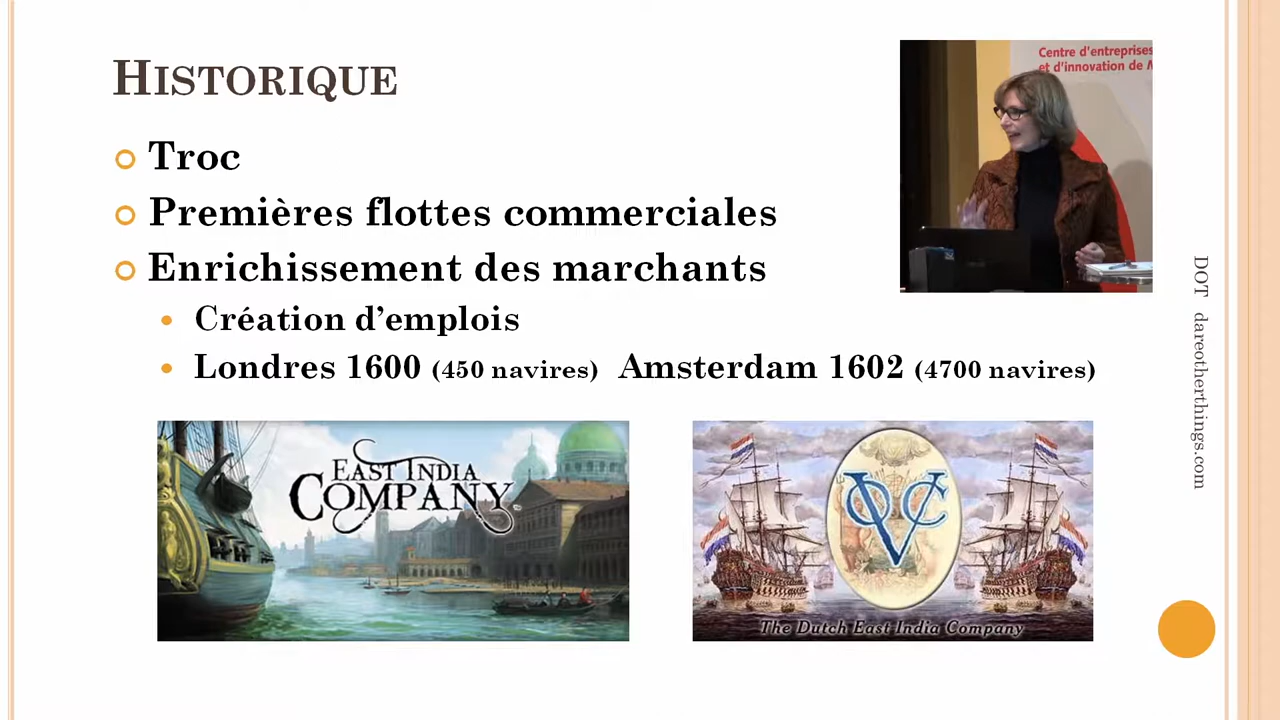 HISTORIQUE
Troc
Premières flottes commerciales
Enrichissement des marchants
Création d'emplois
Londres 1600 (450 navires) Amsterdam 1602 (4700 navires)
Centre d'entreprises
et d'innovation de
DOT dareotherthings.com
EAST INDIA
COMPANY
VOC
The Dutch East India Company